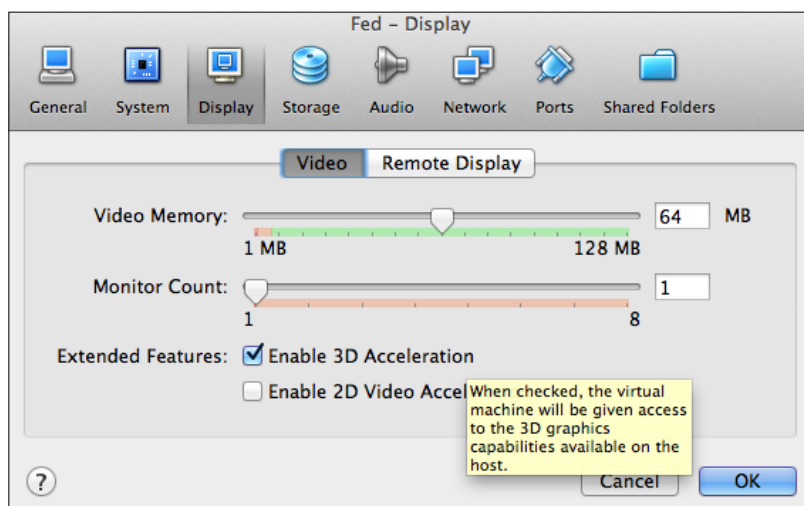 Fed – Display
General System Display Storage Audio Network Ports Shared Folders
Video Remote Display
Video Memory: 64 MB
1 MB 128 MB
Monitor Count: 1
1 8
Extended Features: Enable 3D Acceleration
Enable 2D Video Accel
When checked, the virtual
machine will be given access
to the 3D graphics
capabilities available on the
host.
? Cancel OK